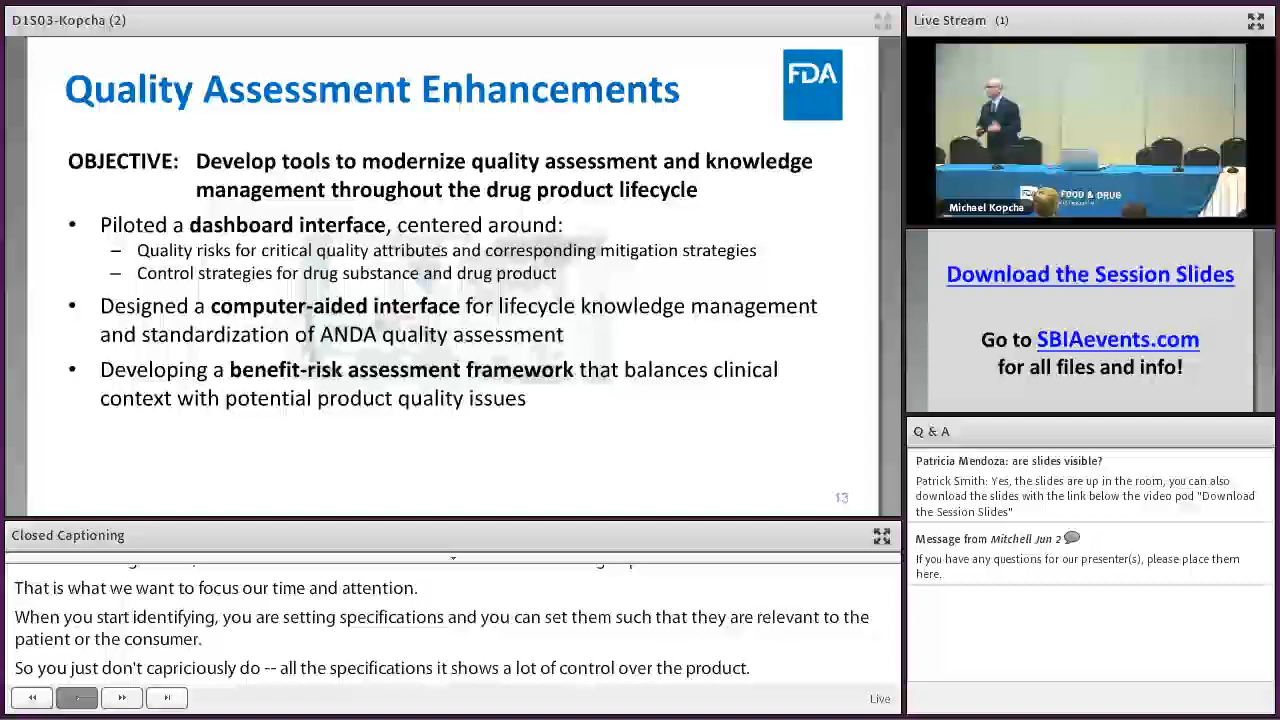 D1S03-Kopcha (2)
Quality Assessment Enhancements
FDA
OBJECTIVE: Develop tools to modernize quality assessment and knowledge
management throughout the drug product lifecycle
• Piloted a dashboard interface, centered around:
– Quality risks for critical quality attributes and corresponding mitigation strategies
– Control strategies for drug substance and drug product
• Designed a computer-aided interface for lifecycle knowledge management
and standardization of ANDA quality assessment
• Developing a benefit-risk assessment framework that balances clinical
context with potential product quality issues
13
Closed Captioning
That is what we want to focus our time and attention.
When you start identifying, you are setting specifications and you can set them such that they are relevant to the
patient or the consumer.
So you just don't capriciously do -- all the specifications it shows a lot of control over the product.
Live
Live Stream (1)
FDA FOOD & DRUG
Michael Kopcha
Download the Session Slides
Go to SBIAevents.com
for all files and info!
Q & A
Patricia Mendoza: are slides visible?
Patrick Smith: Yes, the slides are up in the room, you can also
download the slides with the link below the video pod "Download
the Session Slides"
Message from Mitchell Jun 2
If you have any questions for our presenter(s), please place them
here.